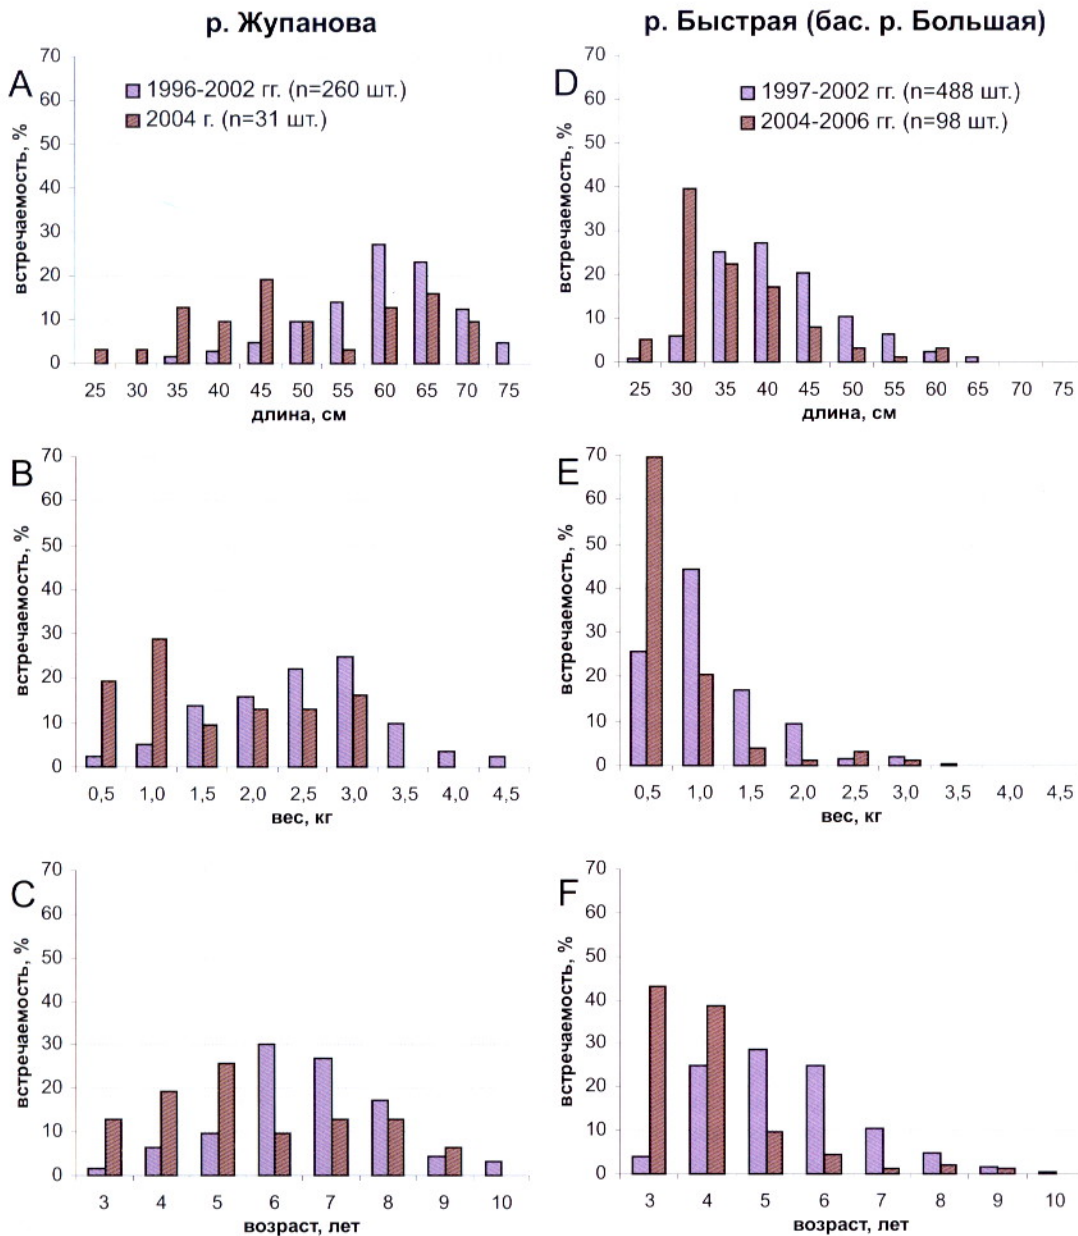 р. Жупанова
р. Быстрая (бас. р. Большая)
A
встречаемость, %
70
60
50
40
30
20
10
0
1996-2002 гг. (n=260 шт.)
2004 г. (n=31 шт.)
25 30 35 40 45 50 55 60 65 70 75
длина, см
D
встречаемость, %
70
60
50
40
30
20
10
0
1997-2002 гг. (n=488 шт.)
2004-2006 гг. (n=98 шт.)
25 30 35 40 45 50 55 60 65 70 75
длина, см
B
встречаемость, %
70
60
50
40
30
20
10
0
0,5 1,0 1,5 2,0 2,5 3,0 3,5 4,0 4,5
вес, кг
E
встречаемость, %
70
60
50
40
30
20
10
0
0,5 1,0 1,5 2,0 2,5 3,0 3,5 4,0 4,5
вес, кг
C
встречаемость, %
70
60
50
40
30
20
10
0
3 4 5 6 7 8 9 10
возраст, лет
F
встречаемость, %
70
60
50
40
30
20
10
0
3 4 5 6 7 8 9 10
возраст, лет